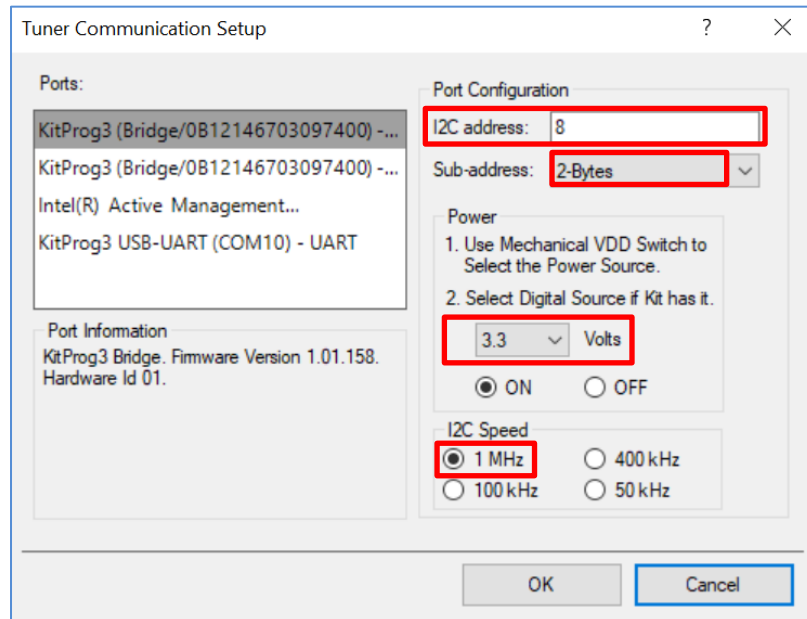 Tuner Communication Setup
?
Ports:
KitProg3 (Bridge/0B12146703097400) -...
KitProg3 (Bridge/0B12146703097400) -...
Intel(R) Active Management...
KitProg3 USB-UART (COM10) - UART
Port Information
KitProg3 Bridge. Firmware Version 1.01.158.
Hardware Id 01.
Port Configuration
I2C address: 8
Sub-address: 2-Bytes
Power
1. Use Mechanical VDD Switch to
Select the Power Source.
2. Select Digital Source if Kit has it.
3.3 Volts
ON OFF
I2C Speed
1 MHz 400 kHz
100 kHz 50 kHz
OK Cancel